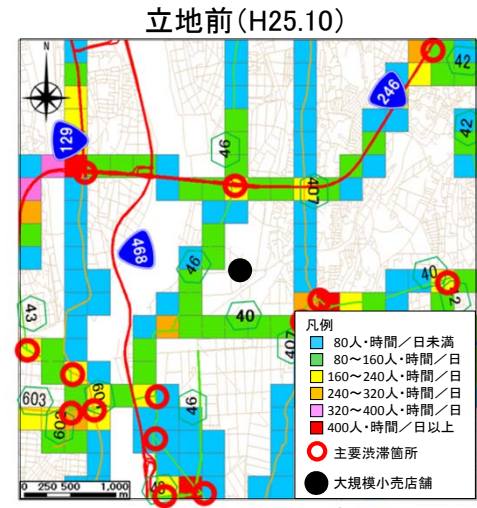 立地前(H25.10)
N
42
246
129
46
42
407
468
46
40
2
43
40
407
603
603
609
46
46
凡例
80人・時間/日未満
80~160人・時間/日
160~240人・時間/日
240~320人・時間/日
320~400人・時間/日
400人・時間/日以上
主要渋滞箇所
大規模小売店舗
0 250 500 1,000
m